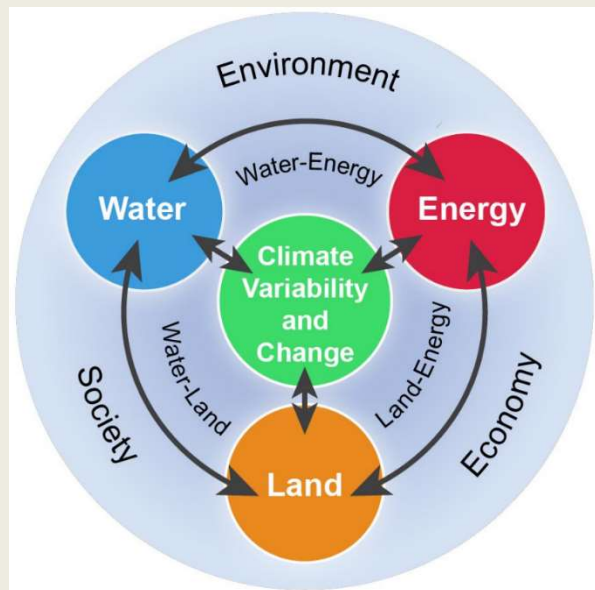 Environment
Water-Energy
Water
Energy
Climate
Variability
and
Change
Water-Land
Land-Energy
Society
Economy
Land